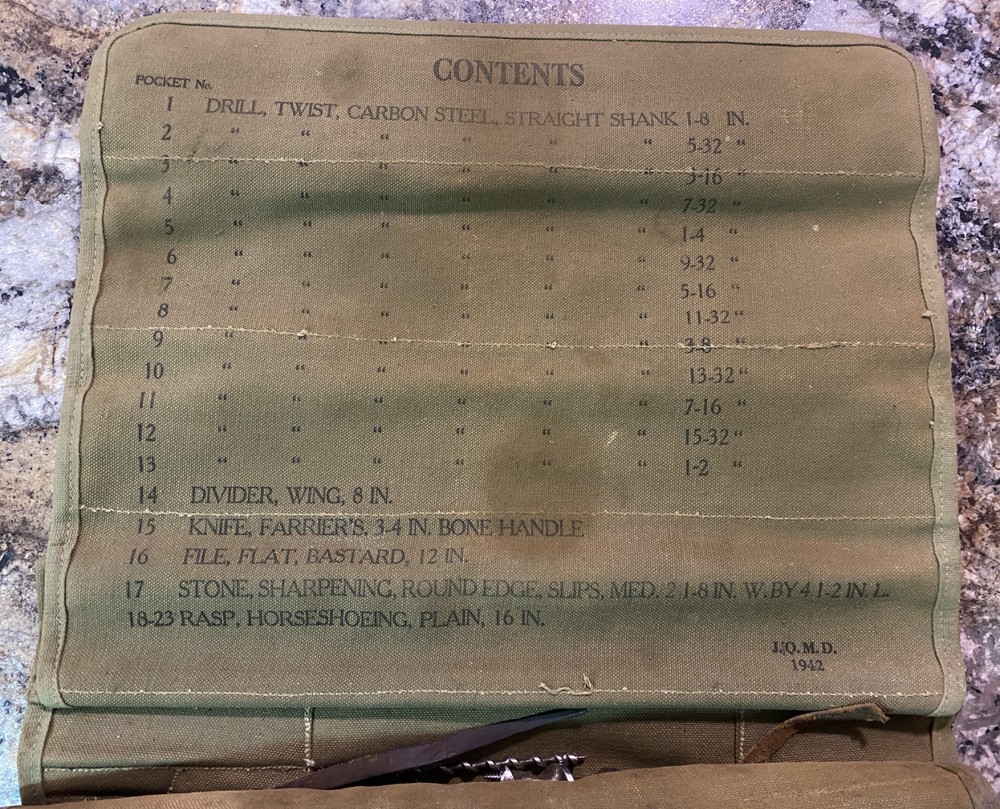 CONTENTS
POCKET No.
1 DRILL, TWIST, CARBON STEEL, STRAIGHT SHANK 1-8 IN.
2 " " " " " " 5-32 "
3 " " " " " " 3-16 "
4 " " " " " " 7-32 "
5 " " " " " " 1-4 "
6 " " " " " " 9-32 "
7 " " " " " " 5-16 "
8 " " " " " " 11-32 "
9 " " " " " " 3-8 "
10 " " " " " " 13-32 "
11 " " " " " " 7-16 "
12 " " " " " " 15-32 "
13 " " " " " " 1-2 "
14 DIVIDER, WING, 8 IN.
15 KNIFE, FARRIER'S, 3-4 IN. BONE HANDLE
16 FILE, FLAT, BASTARD, 12 IN.
17 STONE, SHARPENING, ROUND EDGE, SLIPS, MED. 2 1-8 IN. W. BY 4 1-2 IN. L.
18-23 RASP, HORSESHOEING, PLAIN, 16 IN.
J.Q.M.D.
1942